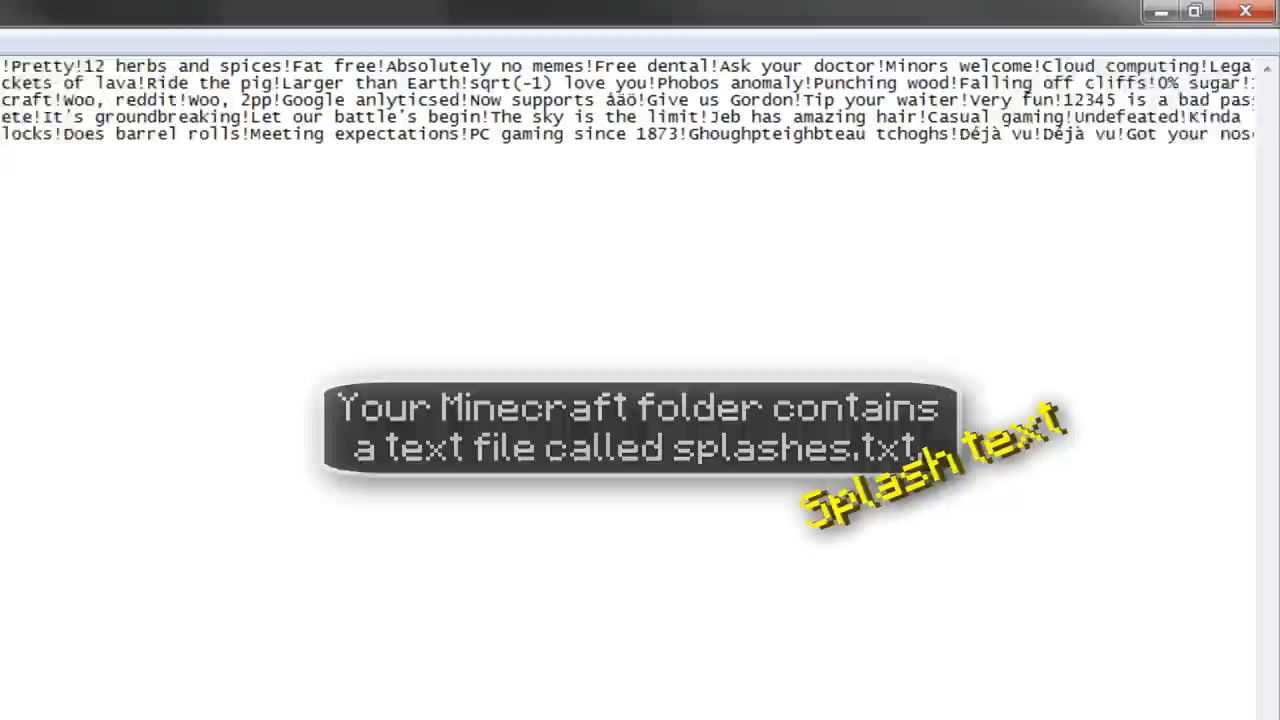 !Pretty!12 herbs and spices!Fat free!Absolutely no memes!Free dental!Ask your doctor!Minors welcome!Cloud computing!Lega
ckets of lava!Ride the pig!Larger than Earth!sqrt(-1) love you!Phobos anomaly!Punching wood!Falling off cliffs!0% sugar!
craft!Woo, reddit!Woo, 2pp!Google anlyticsed!Now supports åäö!Give us Gordon!Tip your waiter!Very fun!12345 is a bad pas
ete!It's groundbreaking!Let our battle's begin!The sky is the limit!Jeb has amazing hair!Casual gaming!Undefeated!Kinda
locks!Does barrel rolls!Meeting expectations!PC gaming since 1873!Ghoughpteighbteau tchoghs!Déjà vu!Déjà vu!Got your nos
Your Minecraft folder contains
a text file called splashes.txt.
Splash text